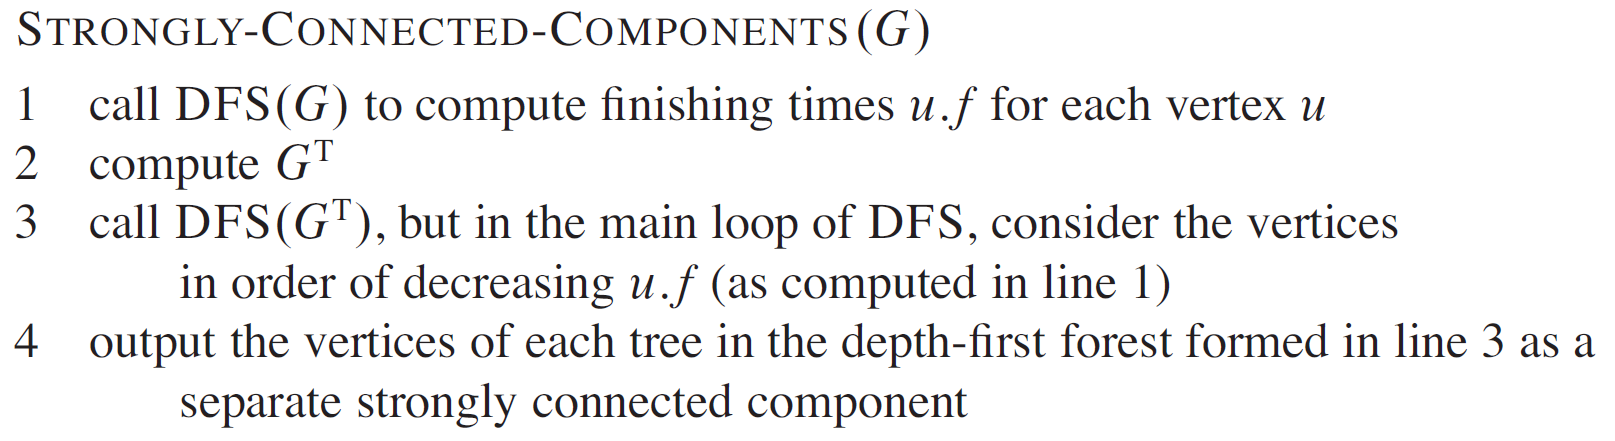 STRONGLY-CONNECTED-COMPONENTS(G)
1 call DFS(G) to compute finishing times u.f for each vertex u
2 compute Gᵀ
3 call DFS(Gᵀ), but in the main loop of DFS, consider the vertices
in order of decreasing u.f (as computed in line 1)
4 output the vertices of each tree in the depth-first forest formed in line 3 as a
separate strongly connected component